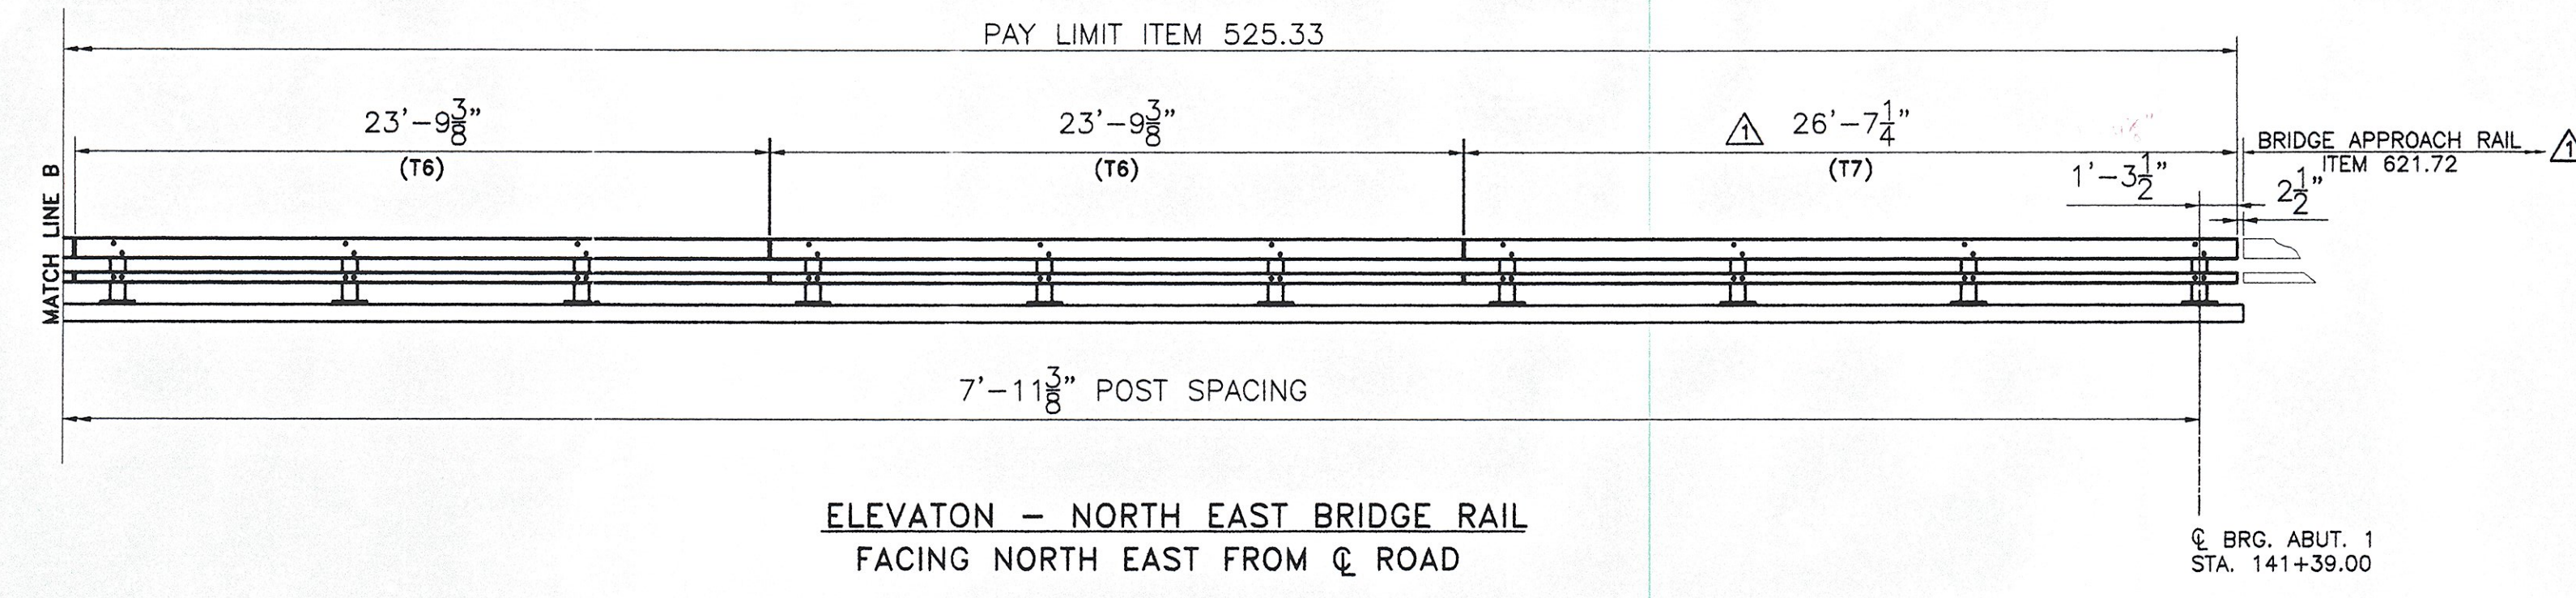 PAY LIMIT ITEM 525.33
23'-9 3/8"
(T6)
23'-9 3/8"
(T6)
1 26'-7 1/4"
(T7)
BRIDGE APPROACH RAIL
ITEM 621.72
1
1'-3 1/2"
2 1/2"
MATCH LINE B
7'-11 3/8" POST SPACING
ELEVATON - NORTH EAST BRIDGE RAIL
FACING NORTH EAST FROM ℄ ROAD
℄ BRG. ABUT. 1
STA. 141+39.00